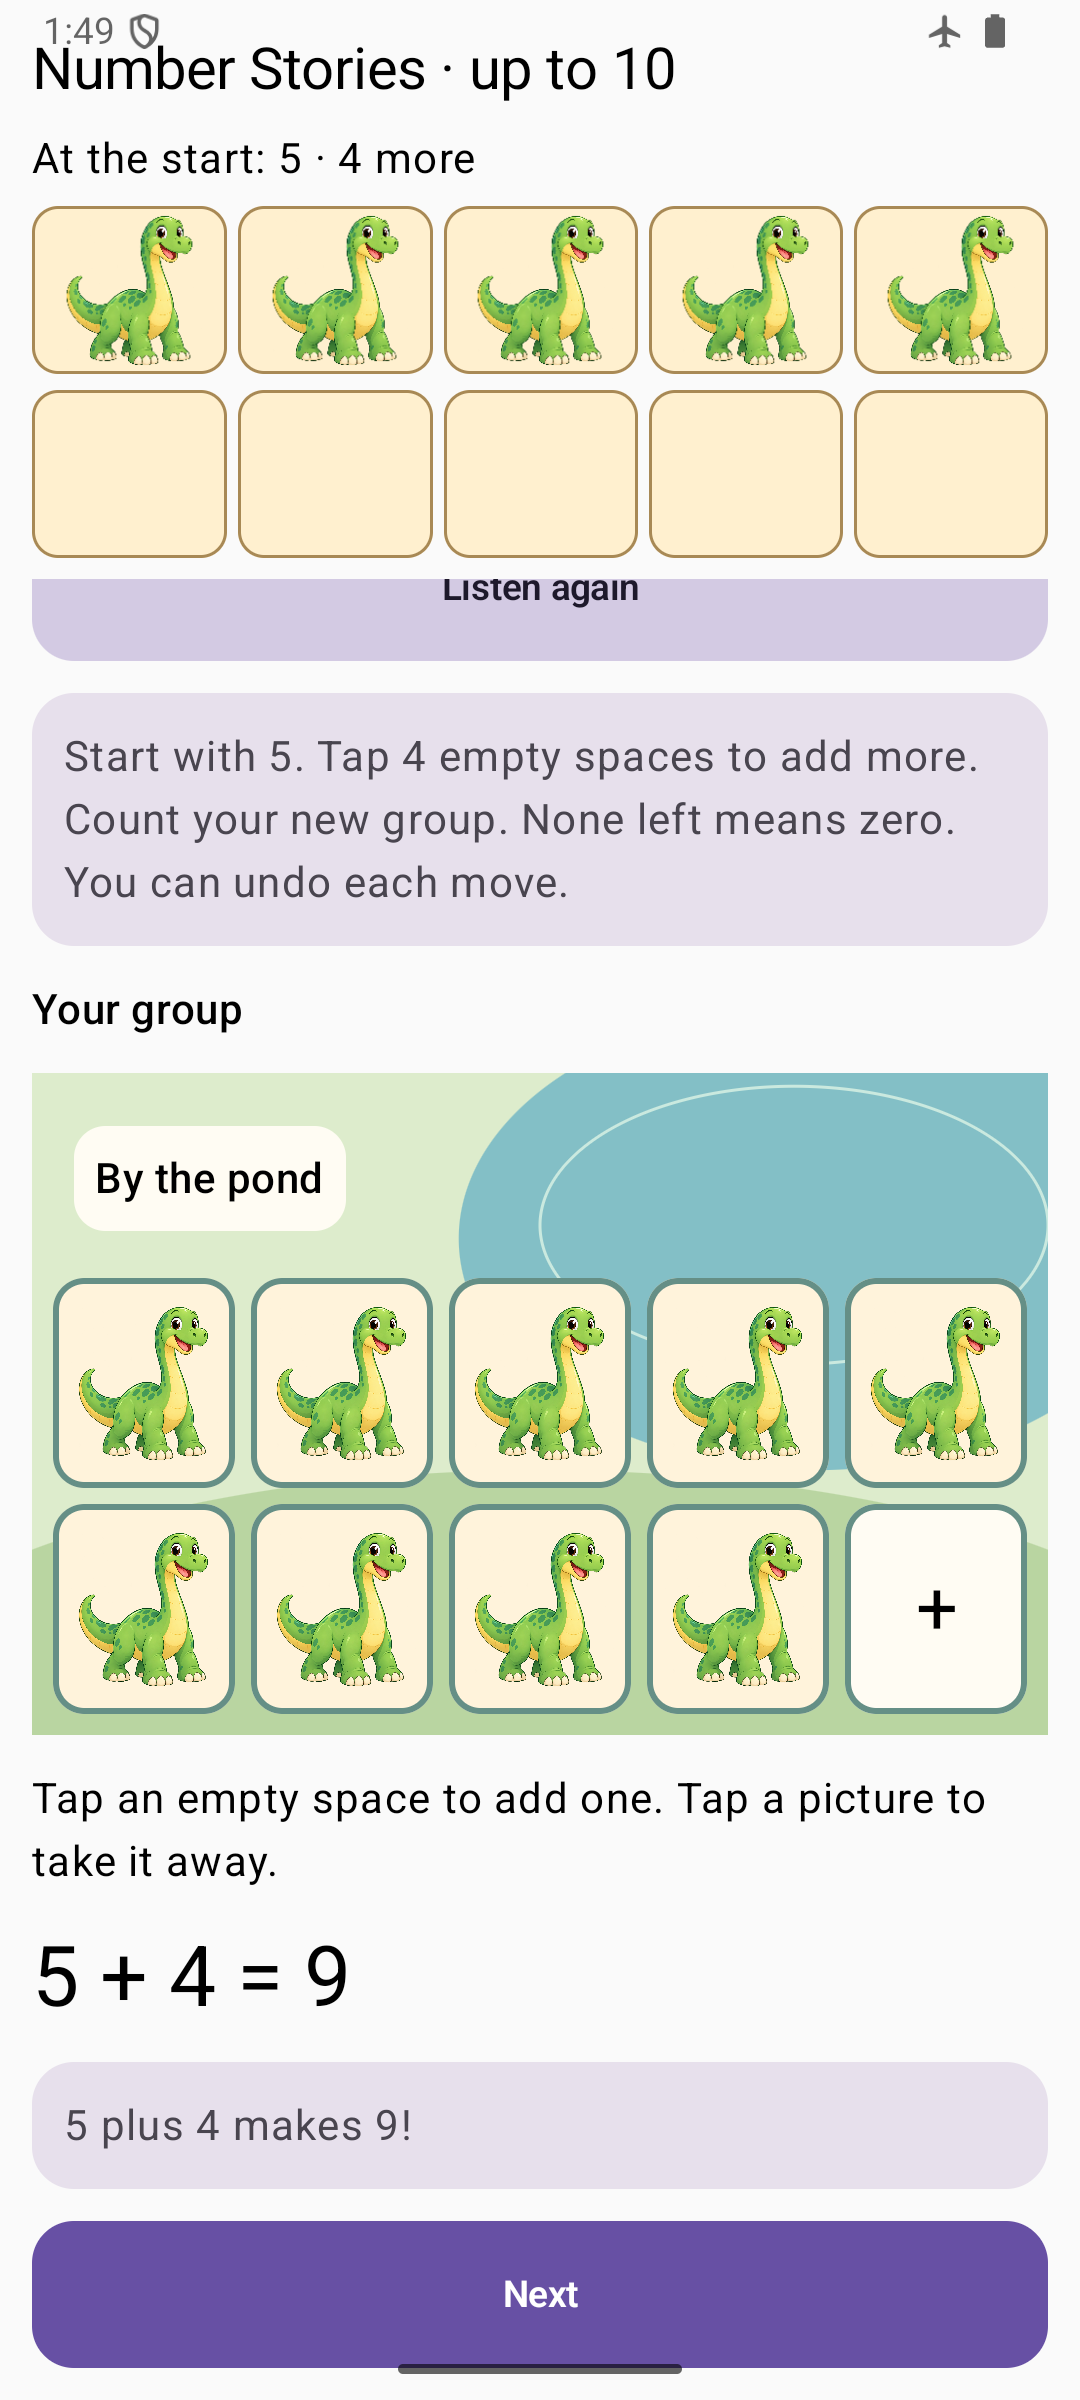 1:49
Number Stories · up to 10
At the start: 5 · 4 more
Listen again
Start with 5. Tap 4 empty spaces to add more.
Count your new group. None left means zero.
You can undo each move.
Your group
By the pond
+
Tap an empty space to add one. Tap a picture to
take it away.
5 + 4 = 9
5 plus 4 makes 9!
Next